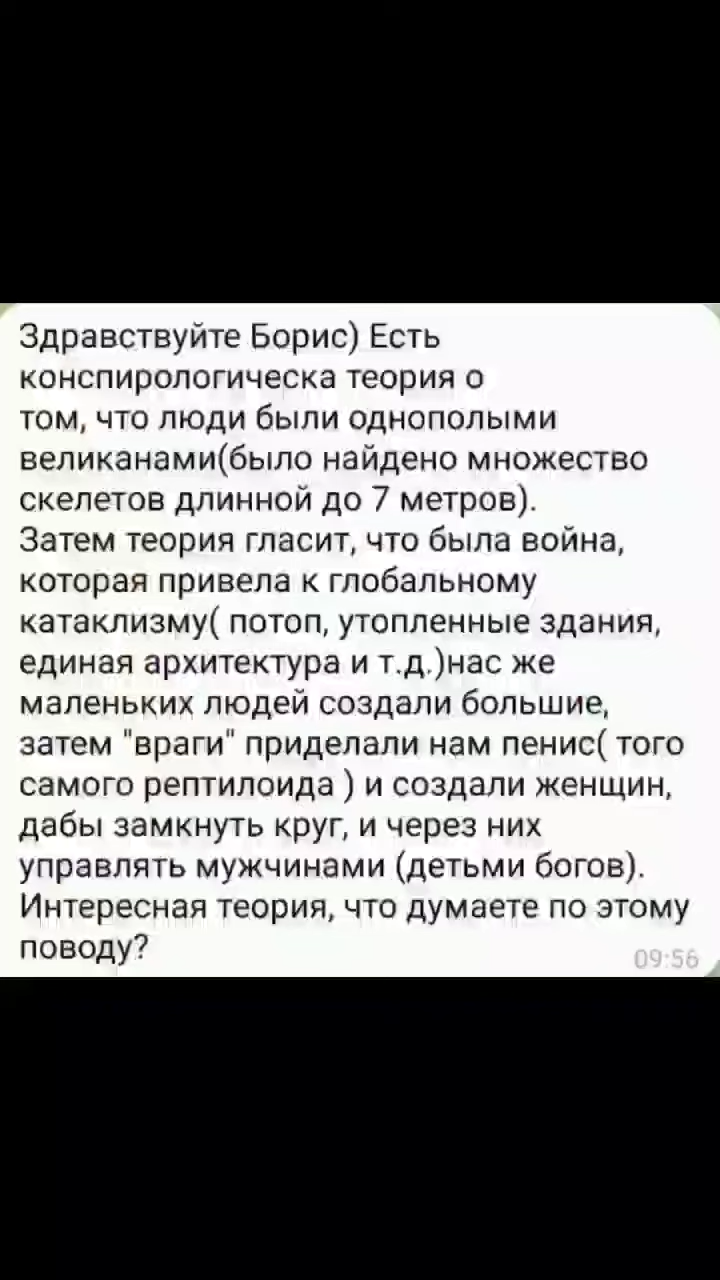 Здравствуйте Борис) Есть
конспирологическа теория о
том, что люди были однополыми
великанами(было найдено множество
скелетов длинной до 7 метров).
Затем теория гласит, что была война,
которая привела к глобальному
катаклизму( потоп, утопленные здания,
единая архитектура и т.д.)нас же
маленьких людей создали большие,
затем "враги" приделали нам пенис( того
самого рептилоида ) и создали женщин,
дабы замкнуть круг, и через них
управлять мужчинами (детьми богов).
Интересная теория, что думаете по этому
поводу?
09:56